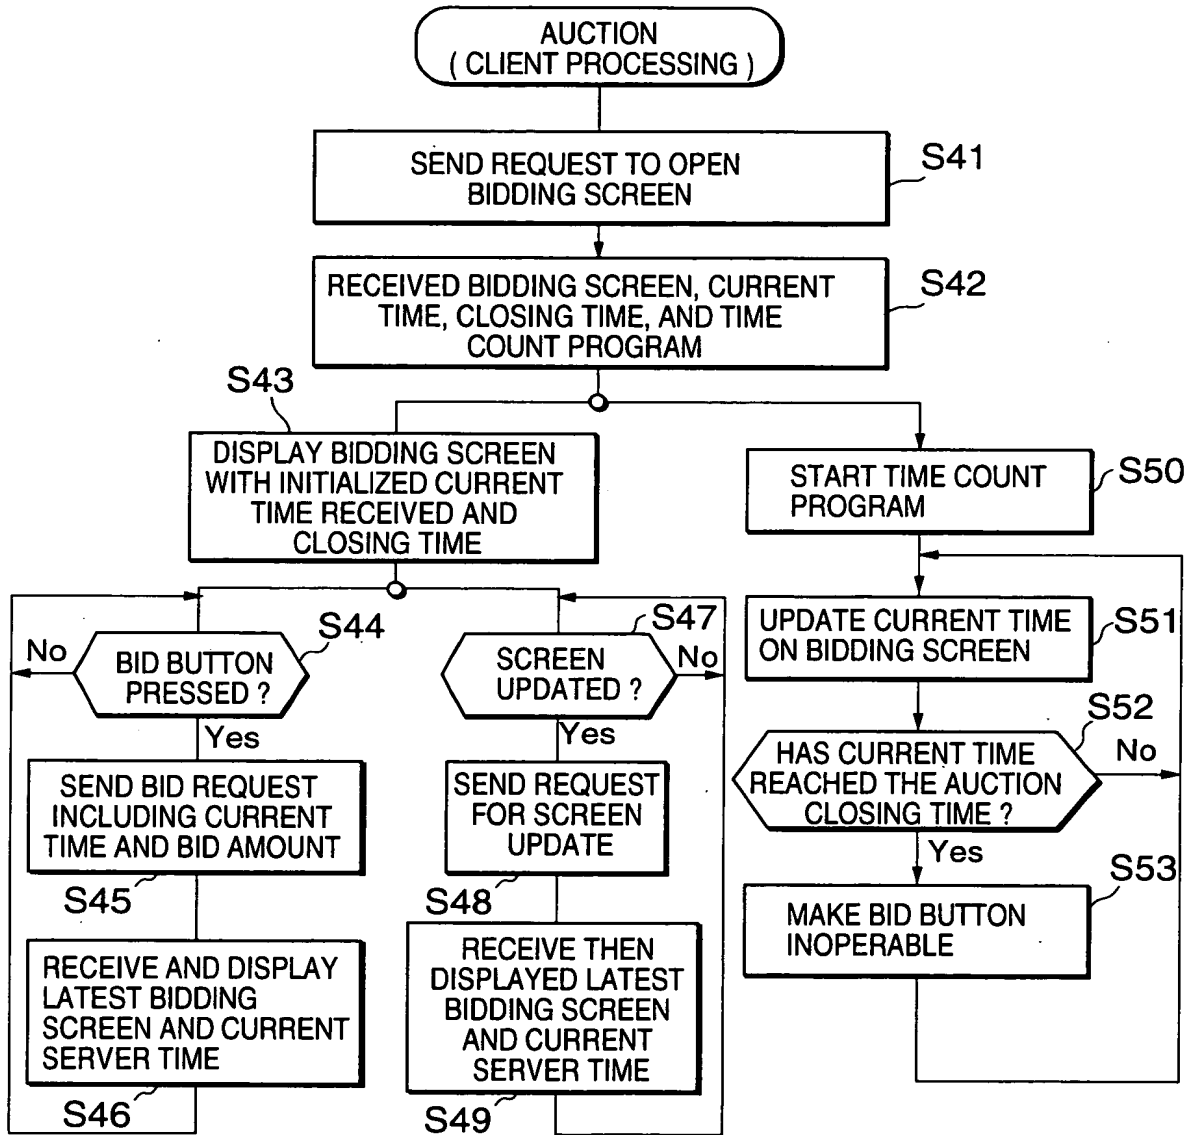 AUCTION
( CLIENT PROCESSING )
SEND REQUEST TO OPEN
BIDDING SCREEN
S41
RECEIVED BIDDING SCREEN, CURRENT
TIME, CLOSING TIME, AND TIME
COUNT PROGRAM
S42
S43
DISPLAY BIDDING SCREEN
WITH INITIALIZED CURRENT
TIME RECEIVED AND
CLOSING TIME
START TIME COUNT
PROGRAM
S50
S44
No
BID BUTTON
PRESSED ?
Yes
SEND BID REQUEST
INCLUDING CURRENT
TIME AND BID AMOUNT
S45
RECEIVE AND DISPLAY
LATEST BIDDING
SCREEN AND CURRENT
SERVER TIME
S46
S47
SCREEN
UPDATED ?
No
Yes
SEND REQUEST
FOR SCREEN
UPDATE
S48
RECEIVE THEN
DISPLAYED LATEST
BIDDING SCREEN
AND CURRENT
SERVER TIME
S49
UPDATE CURRENT TIME
ON BIDDING SCREEN
S51
S52
HAS CURRENT TIME
REACHED THE AUCTION
CLOSING TIME ?
No
Yes
S53
MAKE BID BUTTON
INOPERABLE